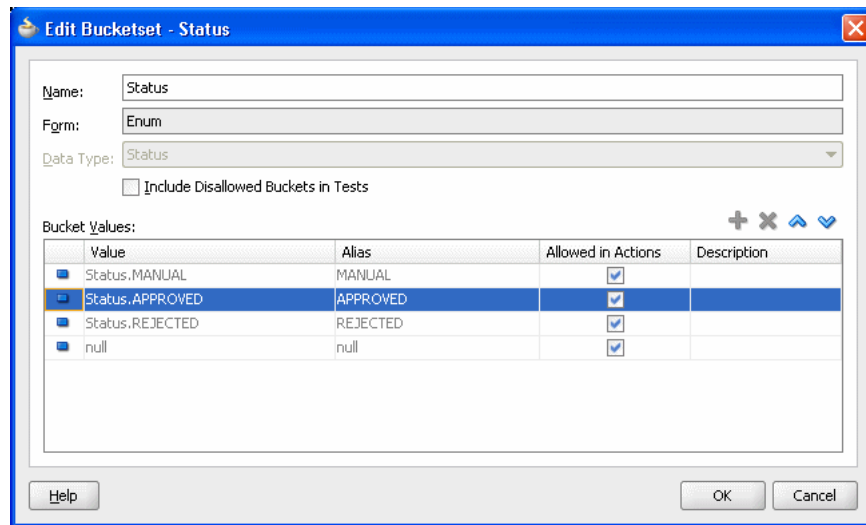 Edit Bucketset - Status
Name: Status
Form: Enum
Data Type: Status
Include Disallowed Buckets in Tests
Bucket Values:
Value Alias Allowed in Actions Description
Status.MANUAL MANUAL
Status.APPROVED APPROVED
Status.REJECTED REJECTED
null null
Help OK Cancel